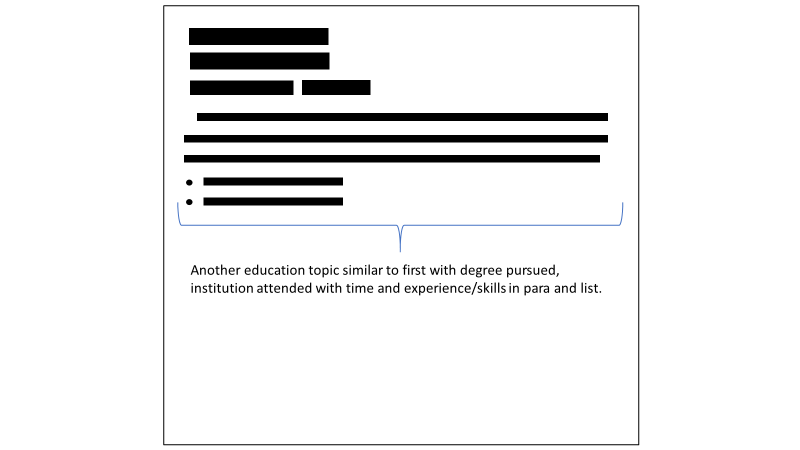 Another education topic similar to first with degree pursued,
institution attended with time and experience/skills in para and list.